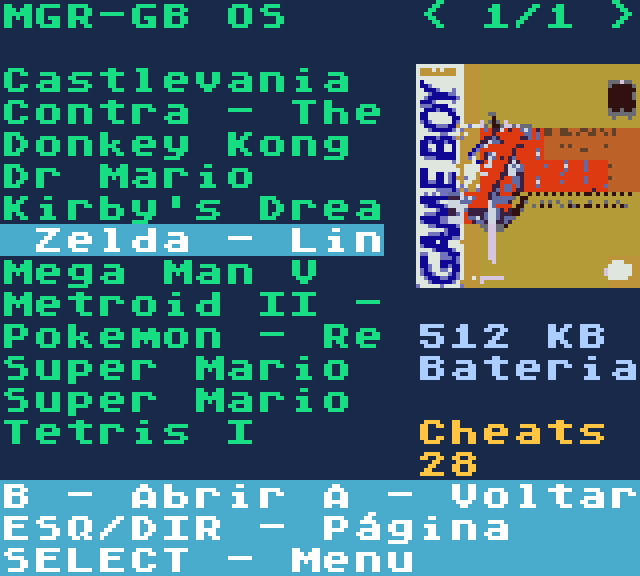 MGR-GB OS < 1/1 >
Castlevania
Contra - The
Donkey Kong
Dr Mario
Kirby's Drea
Zelda - Lin
Mega Man V
Metroid II -
Pokemon - Re
Super Mario
Super Mario
Tetris I
GAME BOY
512 KB
Bateria
Cheats
28
B - Abrir A - Voltar
ESQ/DIR - Página
SELECT - Menu